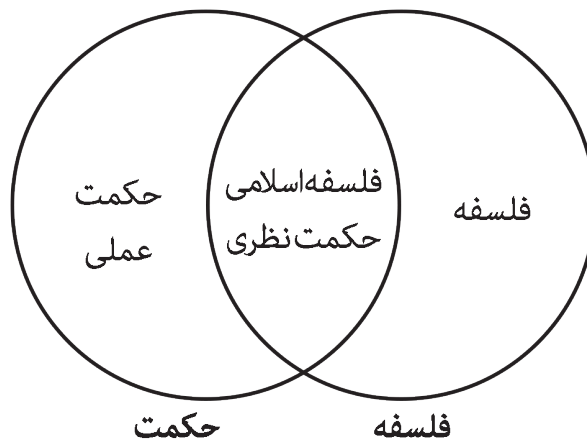 فلسفه
فلسفه اسلامی
حکمت نظری
حکمت
عملی
فلسفه
حکمت